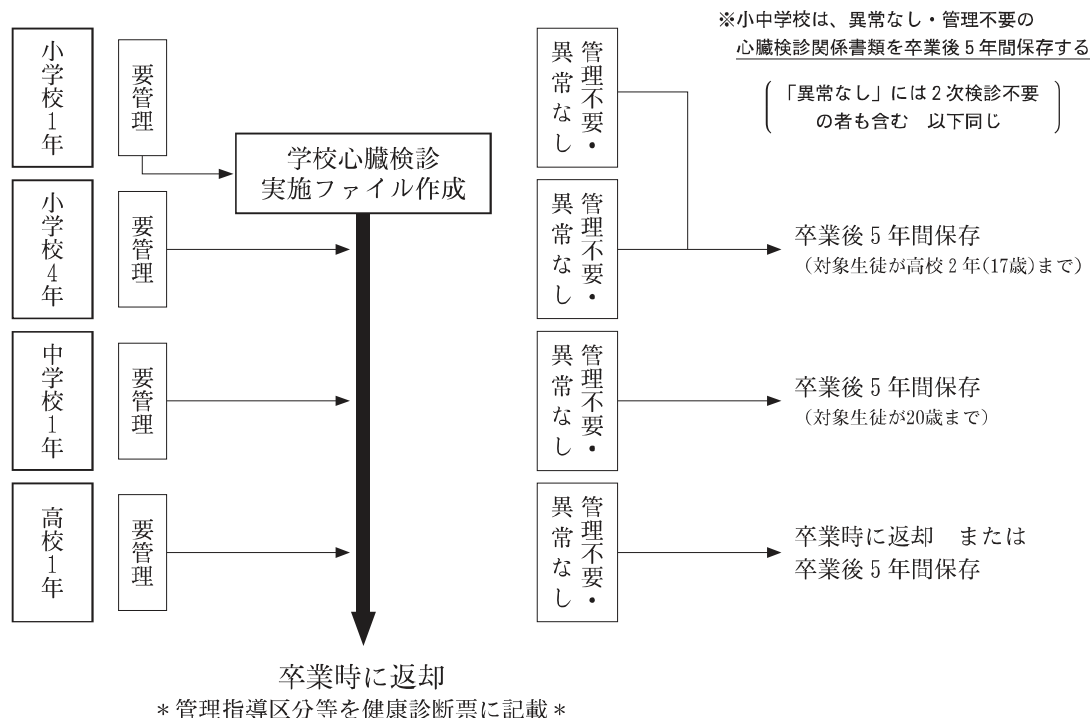 ※小中学校は、異常なし・管理不要の
心臓検診関係書類を卒業後5年間保存する
「異常なし」には2次検診不要
の者も含む　以下同じ
小学校1年
要管理
学校心臓検診
実施ファイル作成
管理不要・
異常なし
小学校4年
要管理
管理不要・
異常なし
卒業後5年間保存
（対象生徒が高校2年(17歳)まで）
中学校1年
要管理
管理不要・
異常なし
卒業後5年間保存
（対象生徒が20歳まで）
高校1年
要管理
管理不要・
異常なし
卒業時に返却　または
卒業後5年間保存
卒業時に返却
＊管理指導区分等を健康診断票に記載＊